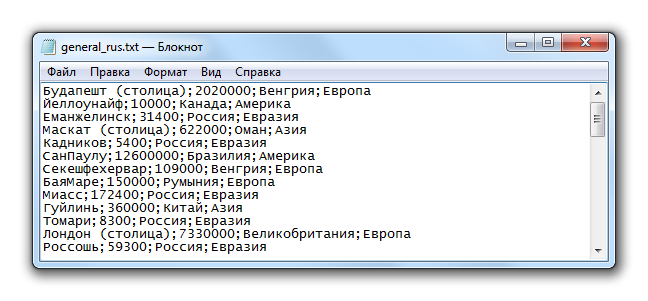 general_rus.txt — Блокнот
Файл Правка Формат Вид Справка
Будапешт (столица);2020000;Венгрия;Европа
Йеллоунайф;10000;Канада;Америка
Еманжелинск;31400;Россия;Евразия
Маскат (столица);622000;Оман;Азия
Кадников;5400;Россия;Евразия
СанПаулу;12600000;Бразилия;Америка
Секешфехервар;109000;Венгрия;Европа
БаяМаре;150000;Румыния;Европа
Миасс;172400;Россия;Евразия
Гуйлинь;360000;Китай;Азия
Томари;8300;Россия;Евразия
Лондон (столица);7330000;Великобритания;Европа
Россошь;59300;Россия;Евразия